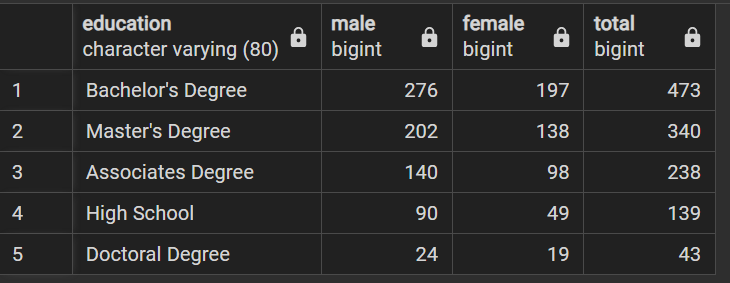 education male female total
character varying (80) bigint bigint bigint
1 Bachelor's Degree 276 197 473
2 Master's Degree 202 138 340
3 Associates Degree 140 98 238
4 High School 90 49 139
5 Doctoral Degree 24 19 43